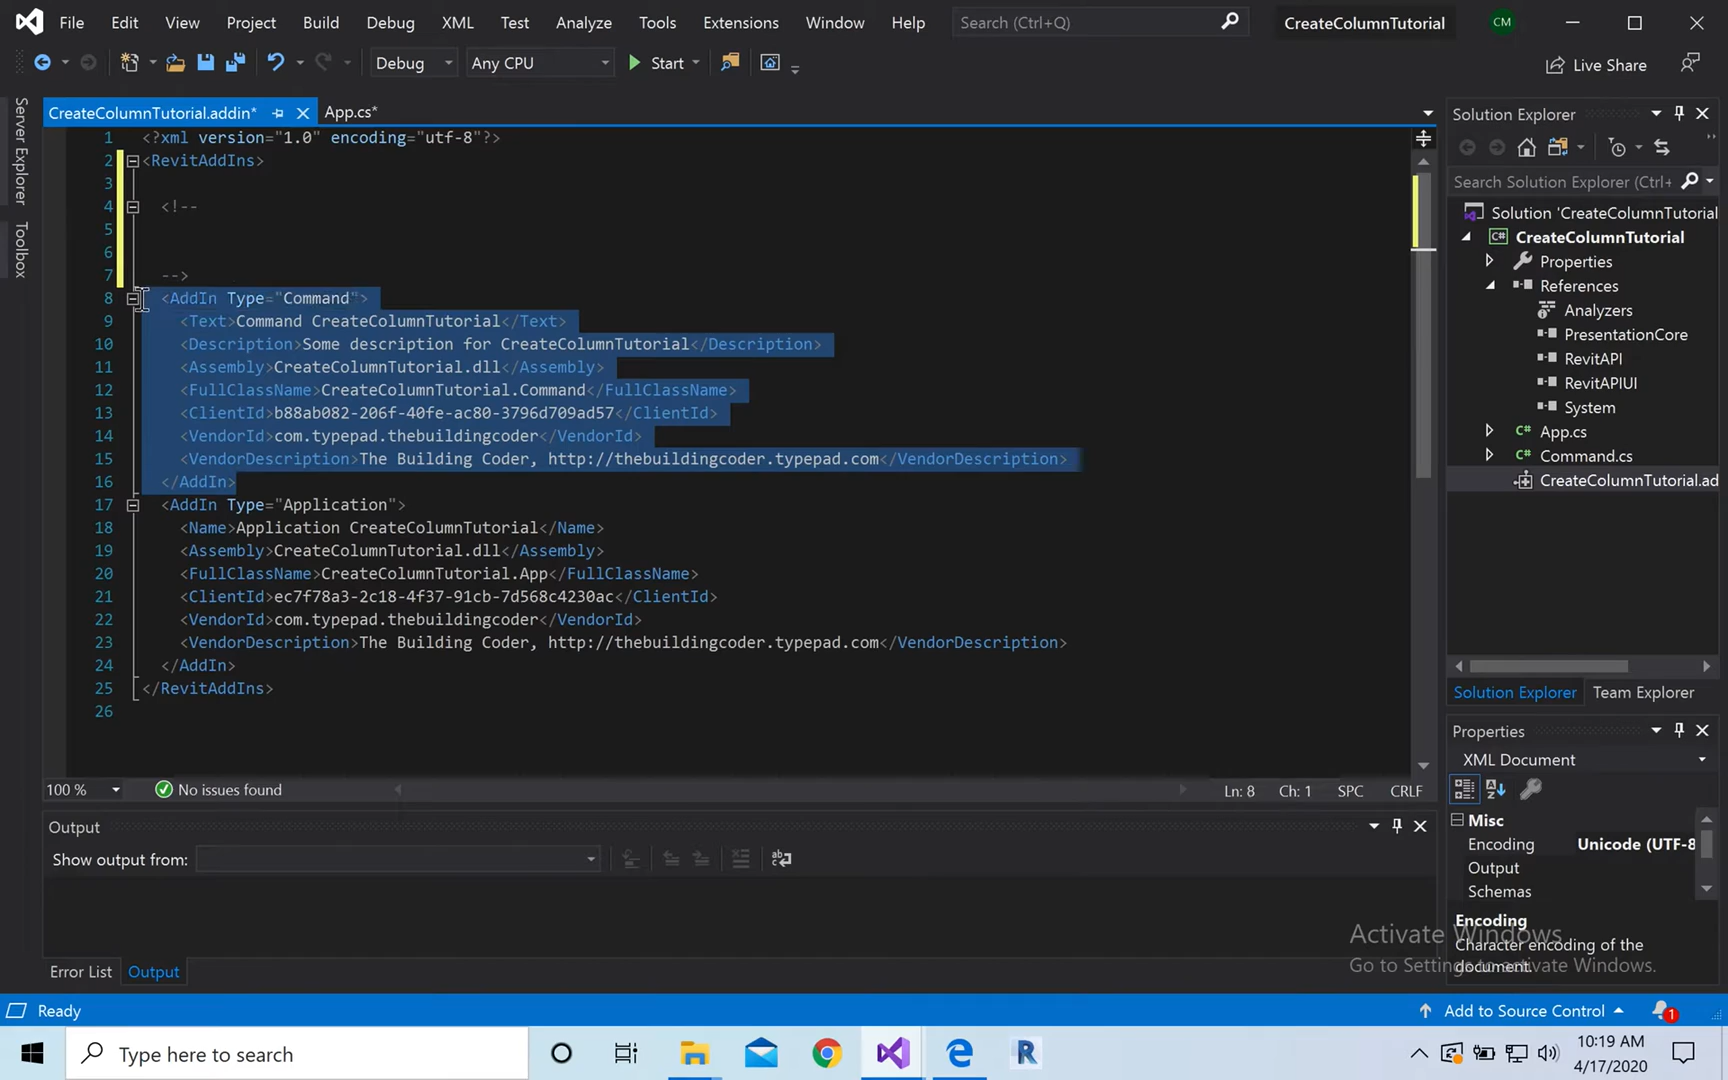 File Edit View Project Build Debug XML Test Analyze Tools Extensions Window Help Search (Ctrl+Q) CreateColumnTutorial CM
Debug Any CPU Start Live Share
Server Explorer
Toolbox
CreateColumnTutorial.addin* App.cs*
1 <?xml version="1.0" encoding="utf-8"?>
2 <RevitAddIns>
3
4 <!--
5
6
7 -->
8 <AddIn Type="Command">
9 <Text>Command CreateColumnTutorial</Text>
10 <Description>Some description for CreateColumnTutorial</Description>
11 <Assembly>CreateColumnTutorial.dll</Assembly>
12 <FullClassName>CreateColumnTutorial.Command</FullClassName>
13 <ClientId>b88ab082-206f-40fe-ac80-3796d709ad57</ClientId>
14 <VendorId>com.typepad.thebuildingcoder</VendorId>
15 <VendorDescription>The Building Coder, http://thebuildingcoder.typepad.com</VendorDescription>
16 </AddIn>
17 <AddIn Type="Application">
18 <Name>Application CreateColumnTutorial</Name>
19 <Assembly>CreateColumnTutorial.dll</Assembly>
20 <FullClassName>CreateColumnTutorial.App</FullClassName>
21 <ClientId>ec7f78a3-2c18-4f37-91cb-7d568c4230ac</ClientId>
22 <VendorId>com.typepad.thebuildingcoder</VendorId>
23 <VendorDescription>The Building Coder, http://thebuildingcoder.typepad.com</VendorDescription>
24 </AddIn>
25 </RevitAddIns>
26
100 % No issues found Ln: 8 Ch: 1 SPC CRLF
Output
Show output from:
Error List Output
Solution Explorer
Search Solution Explorer (Ctrl+
Solution 'CreateColumnTutorial
CreateColumnTutorial
Properties
References
Analyzers
PresentationCore
RevitAPI
RevitAPIUI
System
App.cs
Command.cs
CreateColumnTutorial.ad
Solution Explorer Team Explorer
Properties
XML Document
Misc
Encoding Unicode (UTF-8
Output
Schemas
Encoding
Character encoding of the
document.
Activate Windows
Go to Settings to activate Windows.
Ready Add to Source Control 1
Type here to search R 10:19 AM
4/17/2020